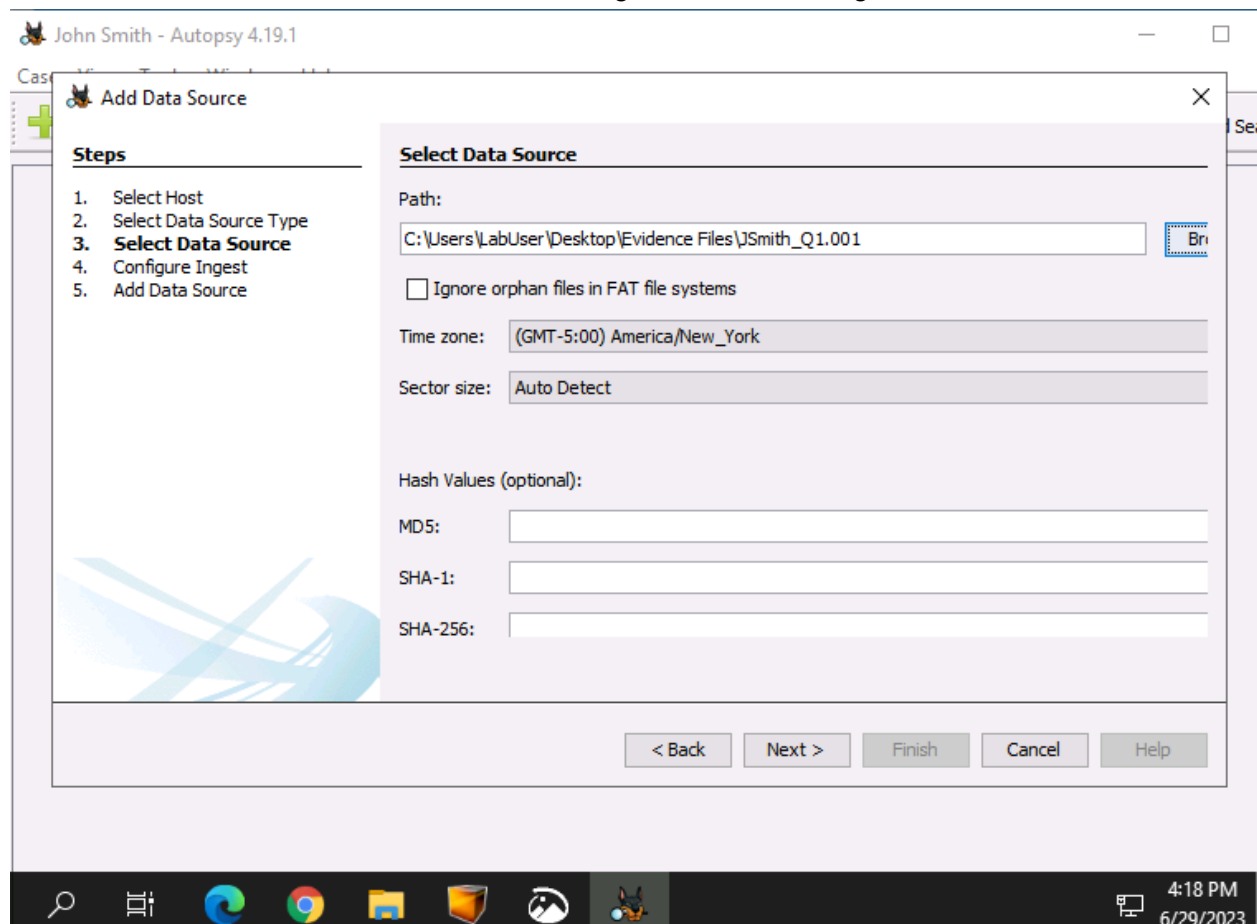 John Smith - Autopsy 4.19.1
Add Data Source
Steps
1. Select Host
2. Select Data Source Type
3. Select Data Source
4. Configure Ingest
5. Add Data Source
Select Data Source
Path:
C:\Users\LabUser\Desktop\Evidence Files\JSmith_Q1.001
Ignore orphan files in FAT file systems
Time zone: (GMT-5:00) America/New_York
Sector size: Auto Detect
Hash Values (optional):
MD5:
SHA-1:
SHA-256:
< Back Next > Finish Cancel Help
4:18 PM
6/29/2023